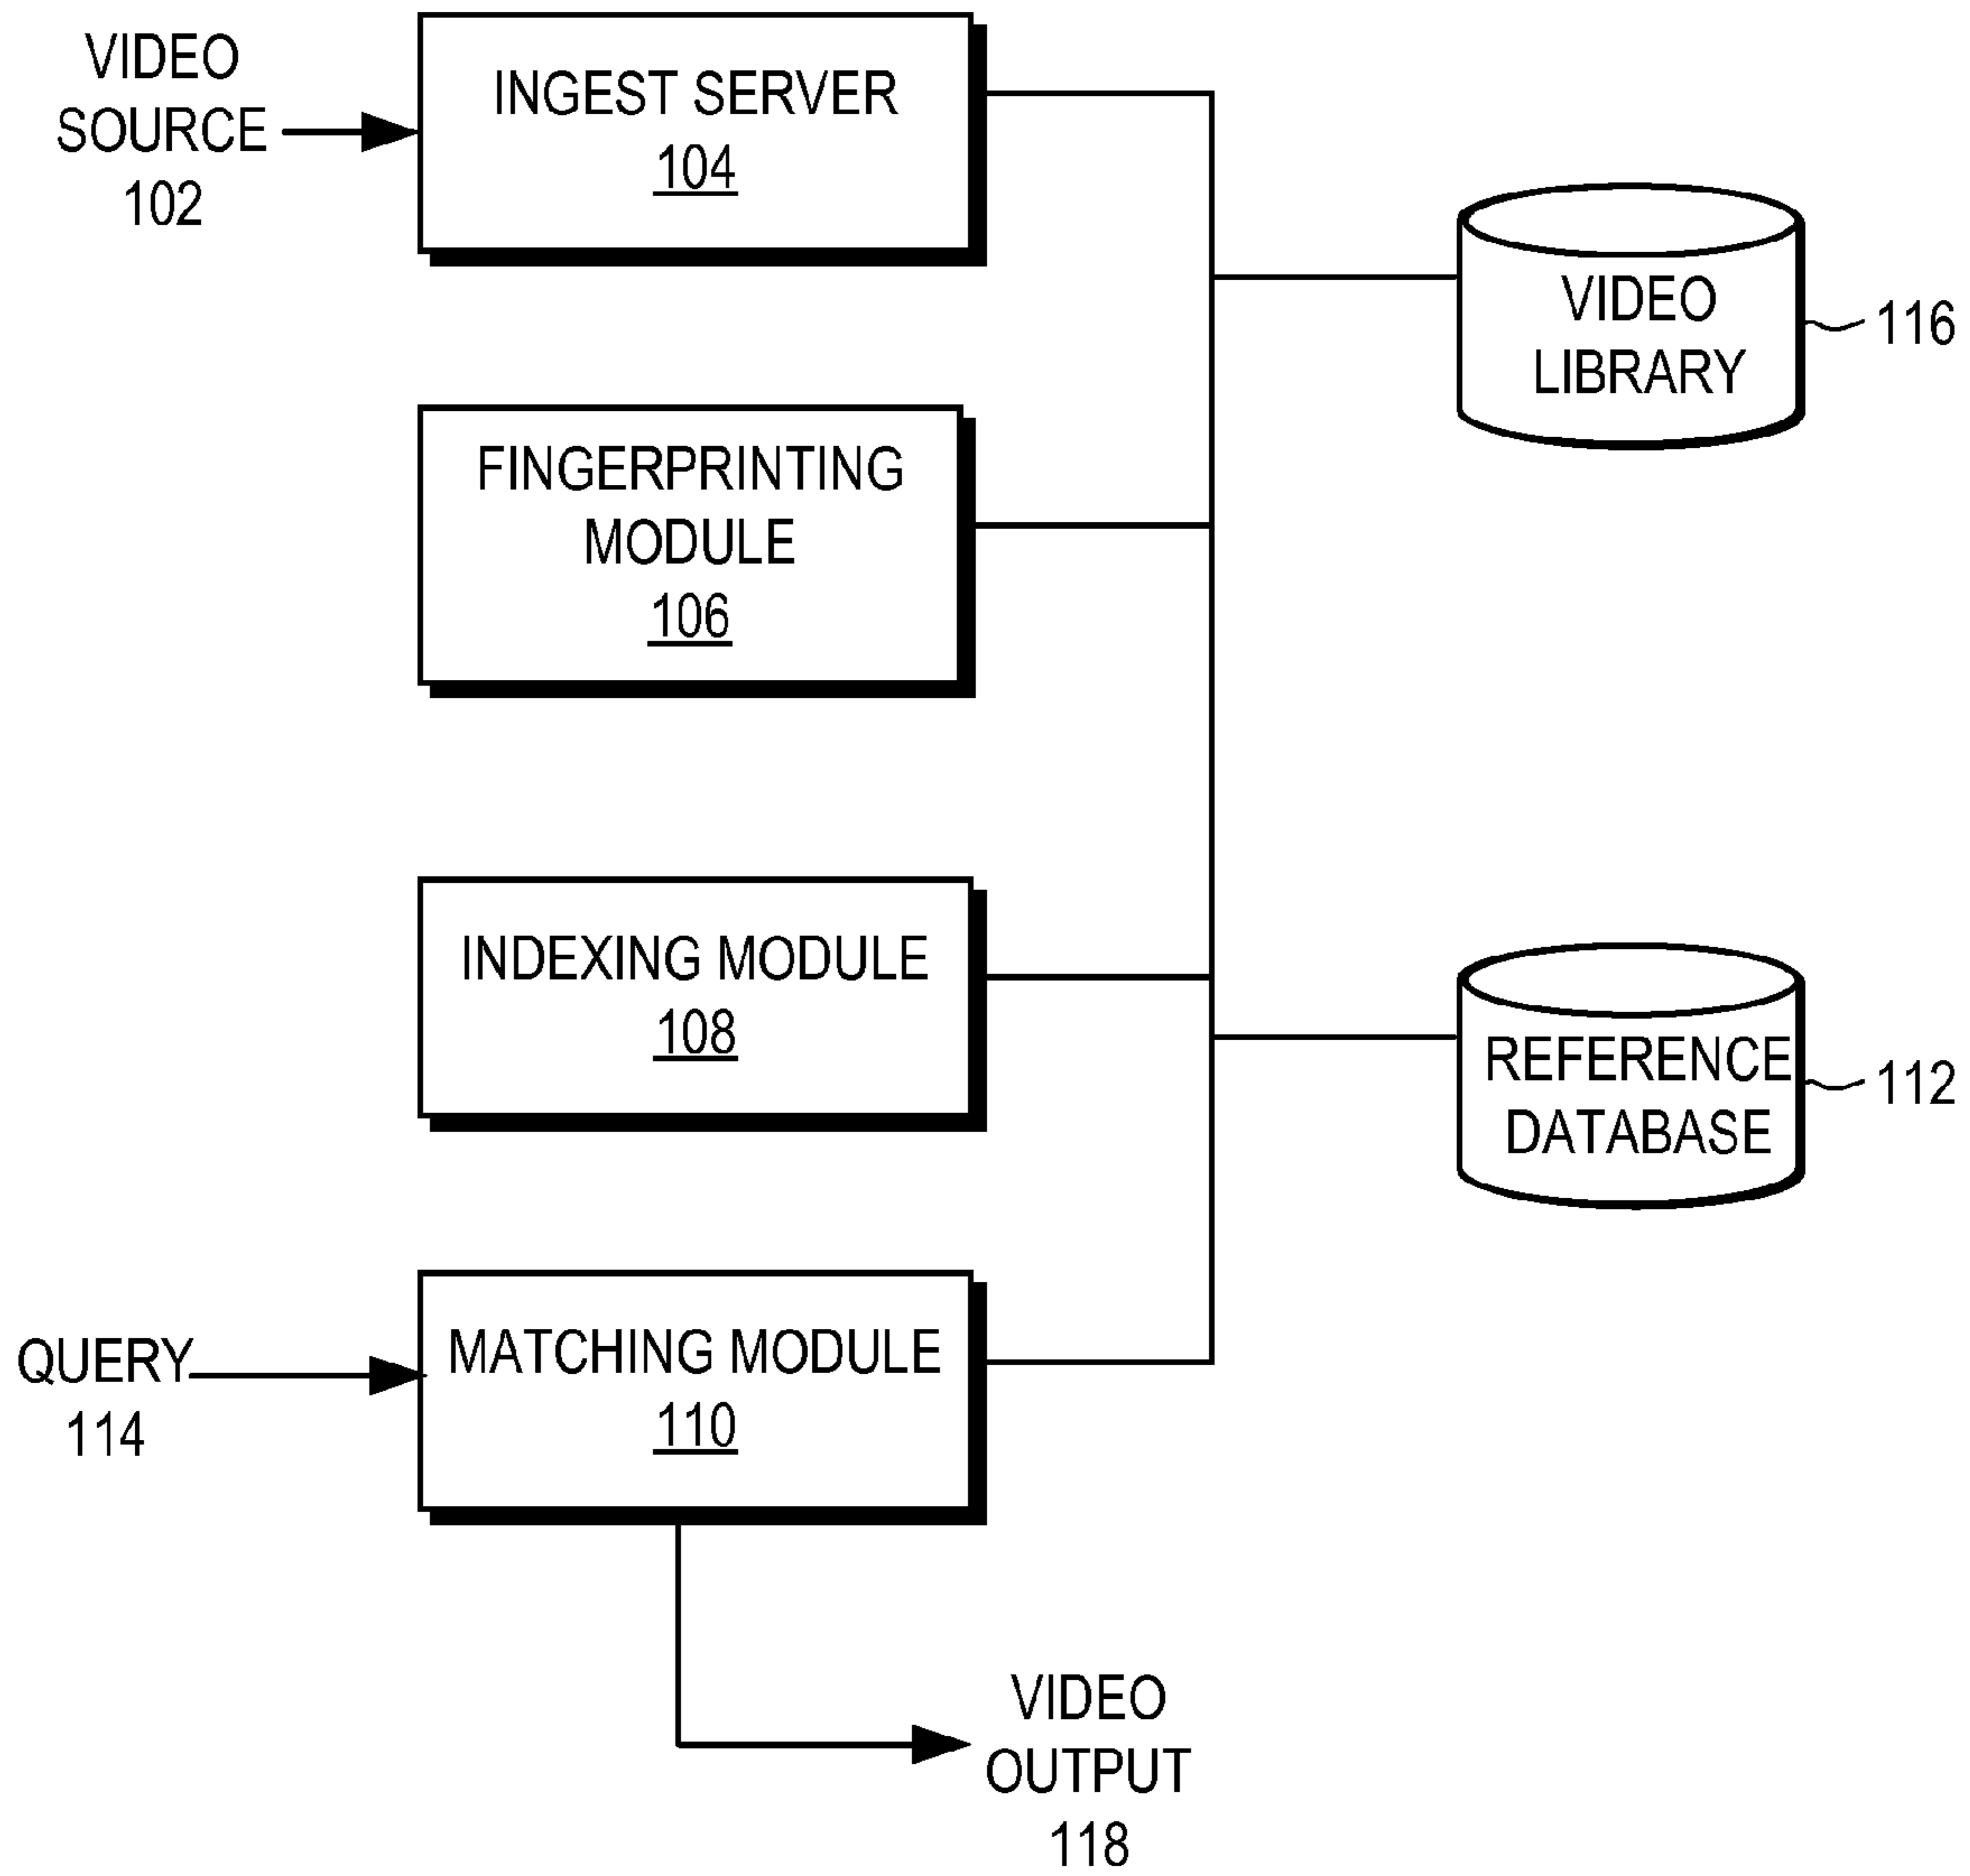 VIDEO
SOURCE
102
INGEST SERVER
104
VIDEO
LIBRARY
116
FINGERPRINTING
MODULE
106
INDEXING MODULE
108
REFERENCE
DATABASE
112
QUERY
114
MATCHING MODULE
110
VIDEO
OUTPUT
118